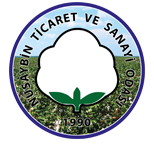 NUSAYBİN TİCARET VE SANAYİ ODASI
1990